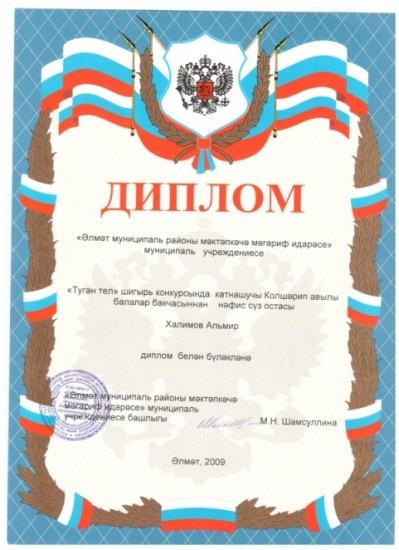 ДИПЛОМ
«Әлмәт муниципаль районы мәктәпкәчә мәгариф идарәсе»
муниципаль учреждениесе
«Туган тел» шигырь конкурсында катнашучы Колшәрип авылы
балалар бакчасыннан нәфис сүз остасы
Халимов Альмир
диплом белән бүләкләнә
«Әлмәт муниципаль районы мәктәпкәчә
мәгариф идарәсе» муниципаль
учреждениесе башлыгы
М.Н. Шамсуллина
Әлмәт, 2009